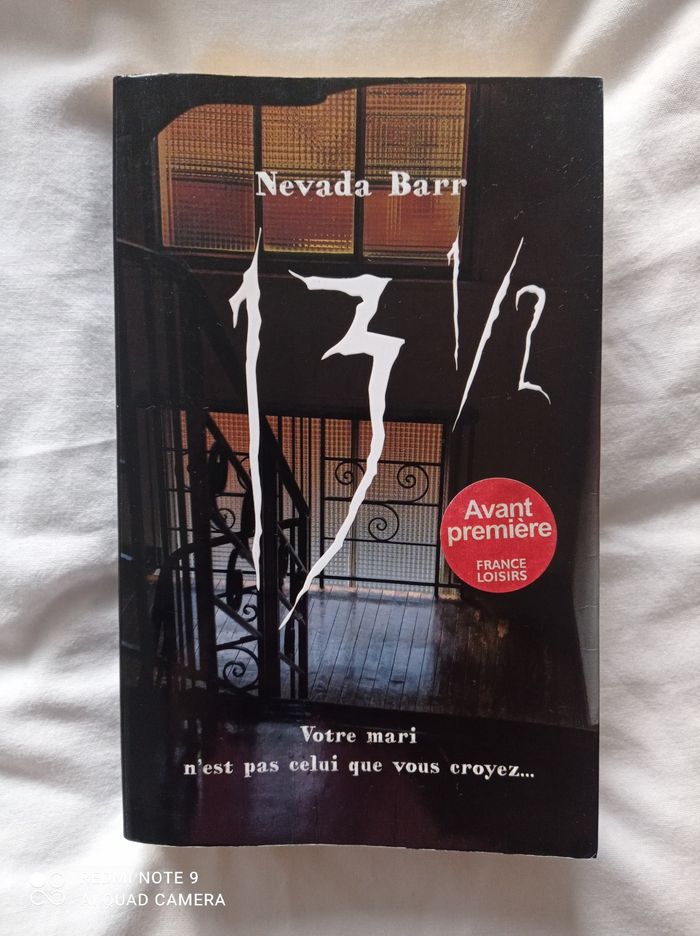 Nevada Barr
13 1/2
Avant
première
FRANCE
LOISIRS
Votre mari
n'est pas celui que vous croyez...
REDMI NOTE 9
AI QUAD CAMERA